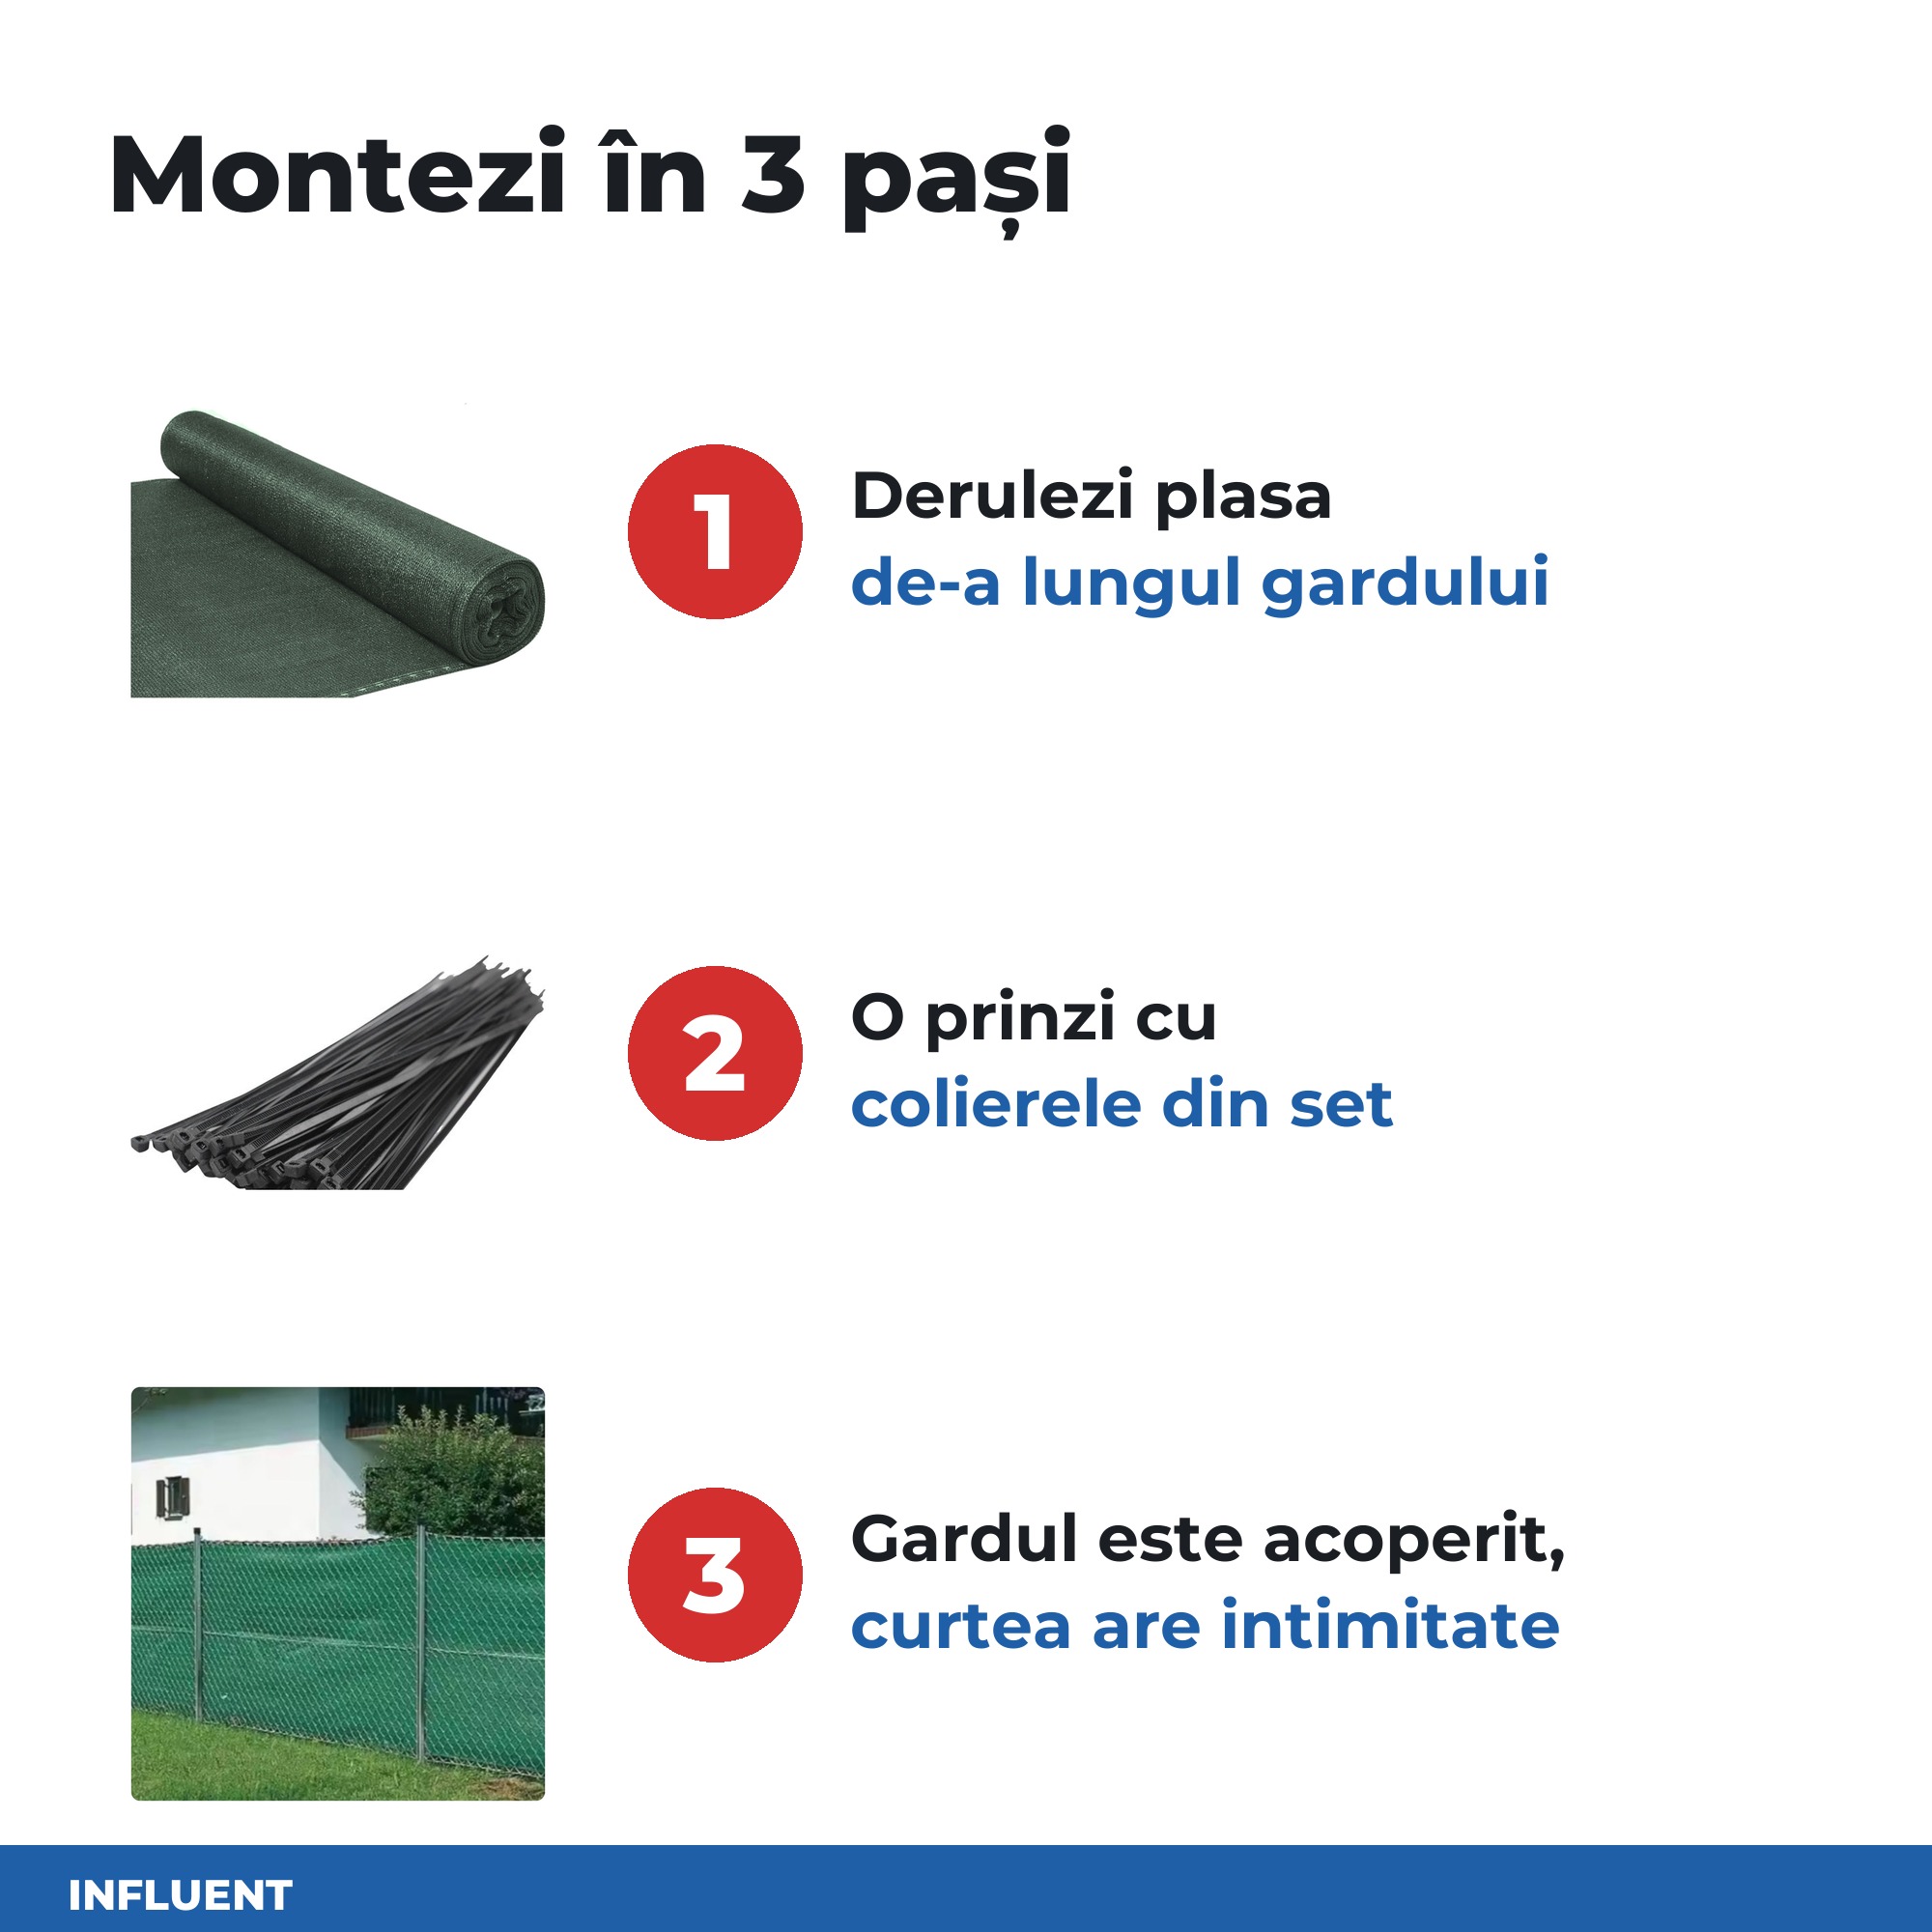 Montezi în 3 pași
1
Derulezi plasa
de-a lungul gardului
2
O prinzi cu
colierele din set
3
Gardul este acoperit,
curtea are intimitate
INFLUENT